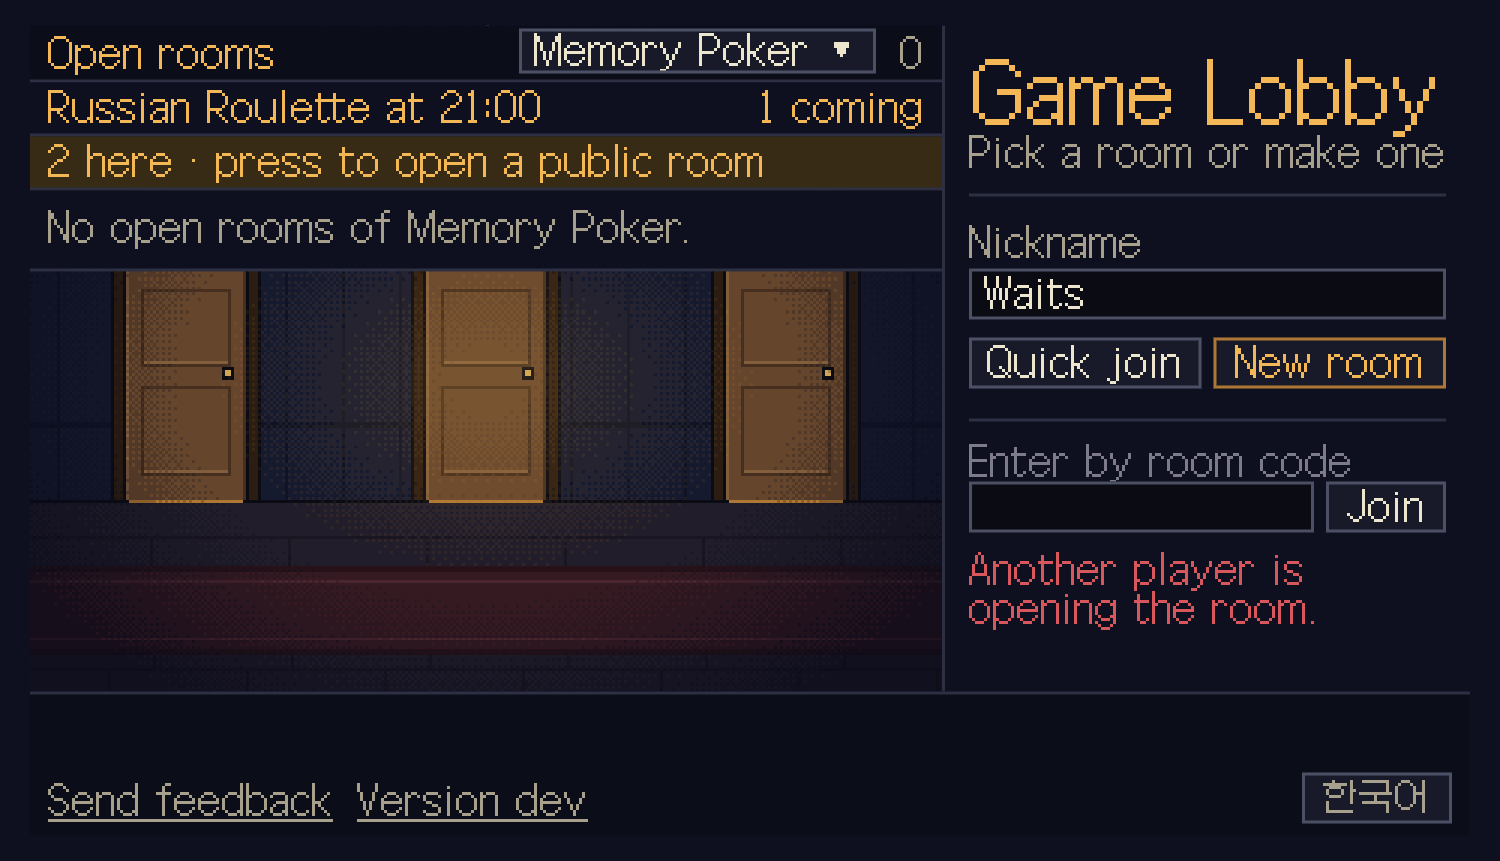 Open rooms
Memory Poker ▼
0
Russian Roulette at 21:00
1 coming
2 here · press to open a public room
No open rooms of Memory Poker.
Game Lobby
Pick a room or make one
Nickname
Waits
Quick join
New room
Enter by room code
Join
Another player is
opening the room.
Send feedback
Version dev
한국어